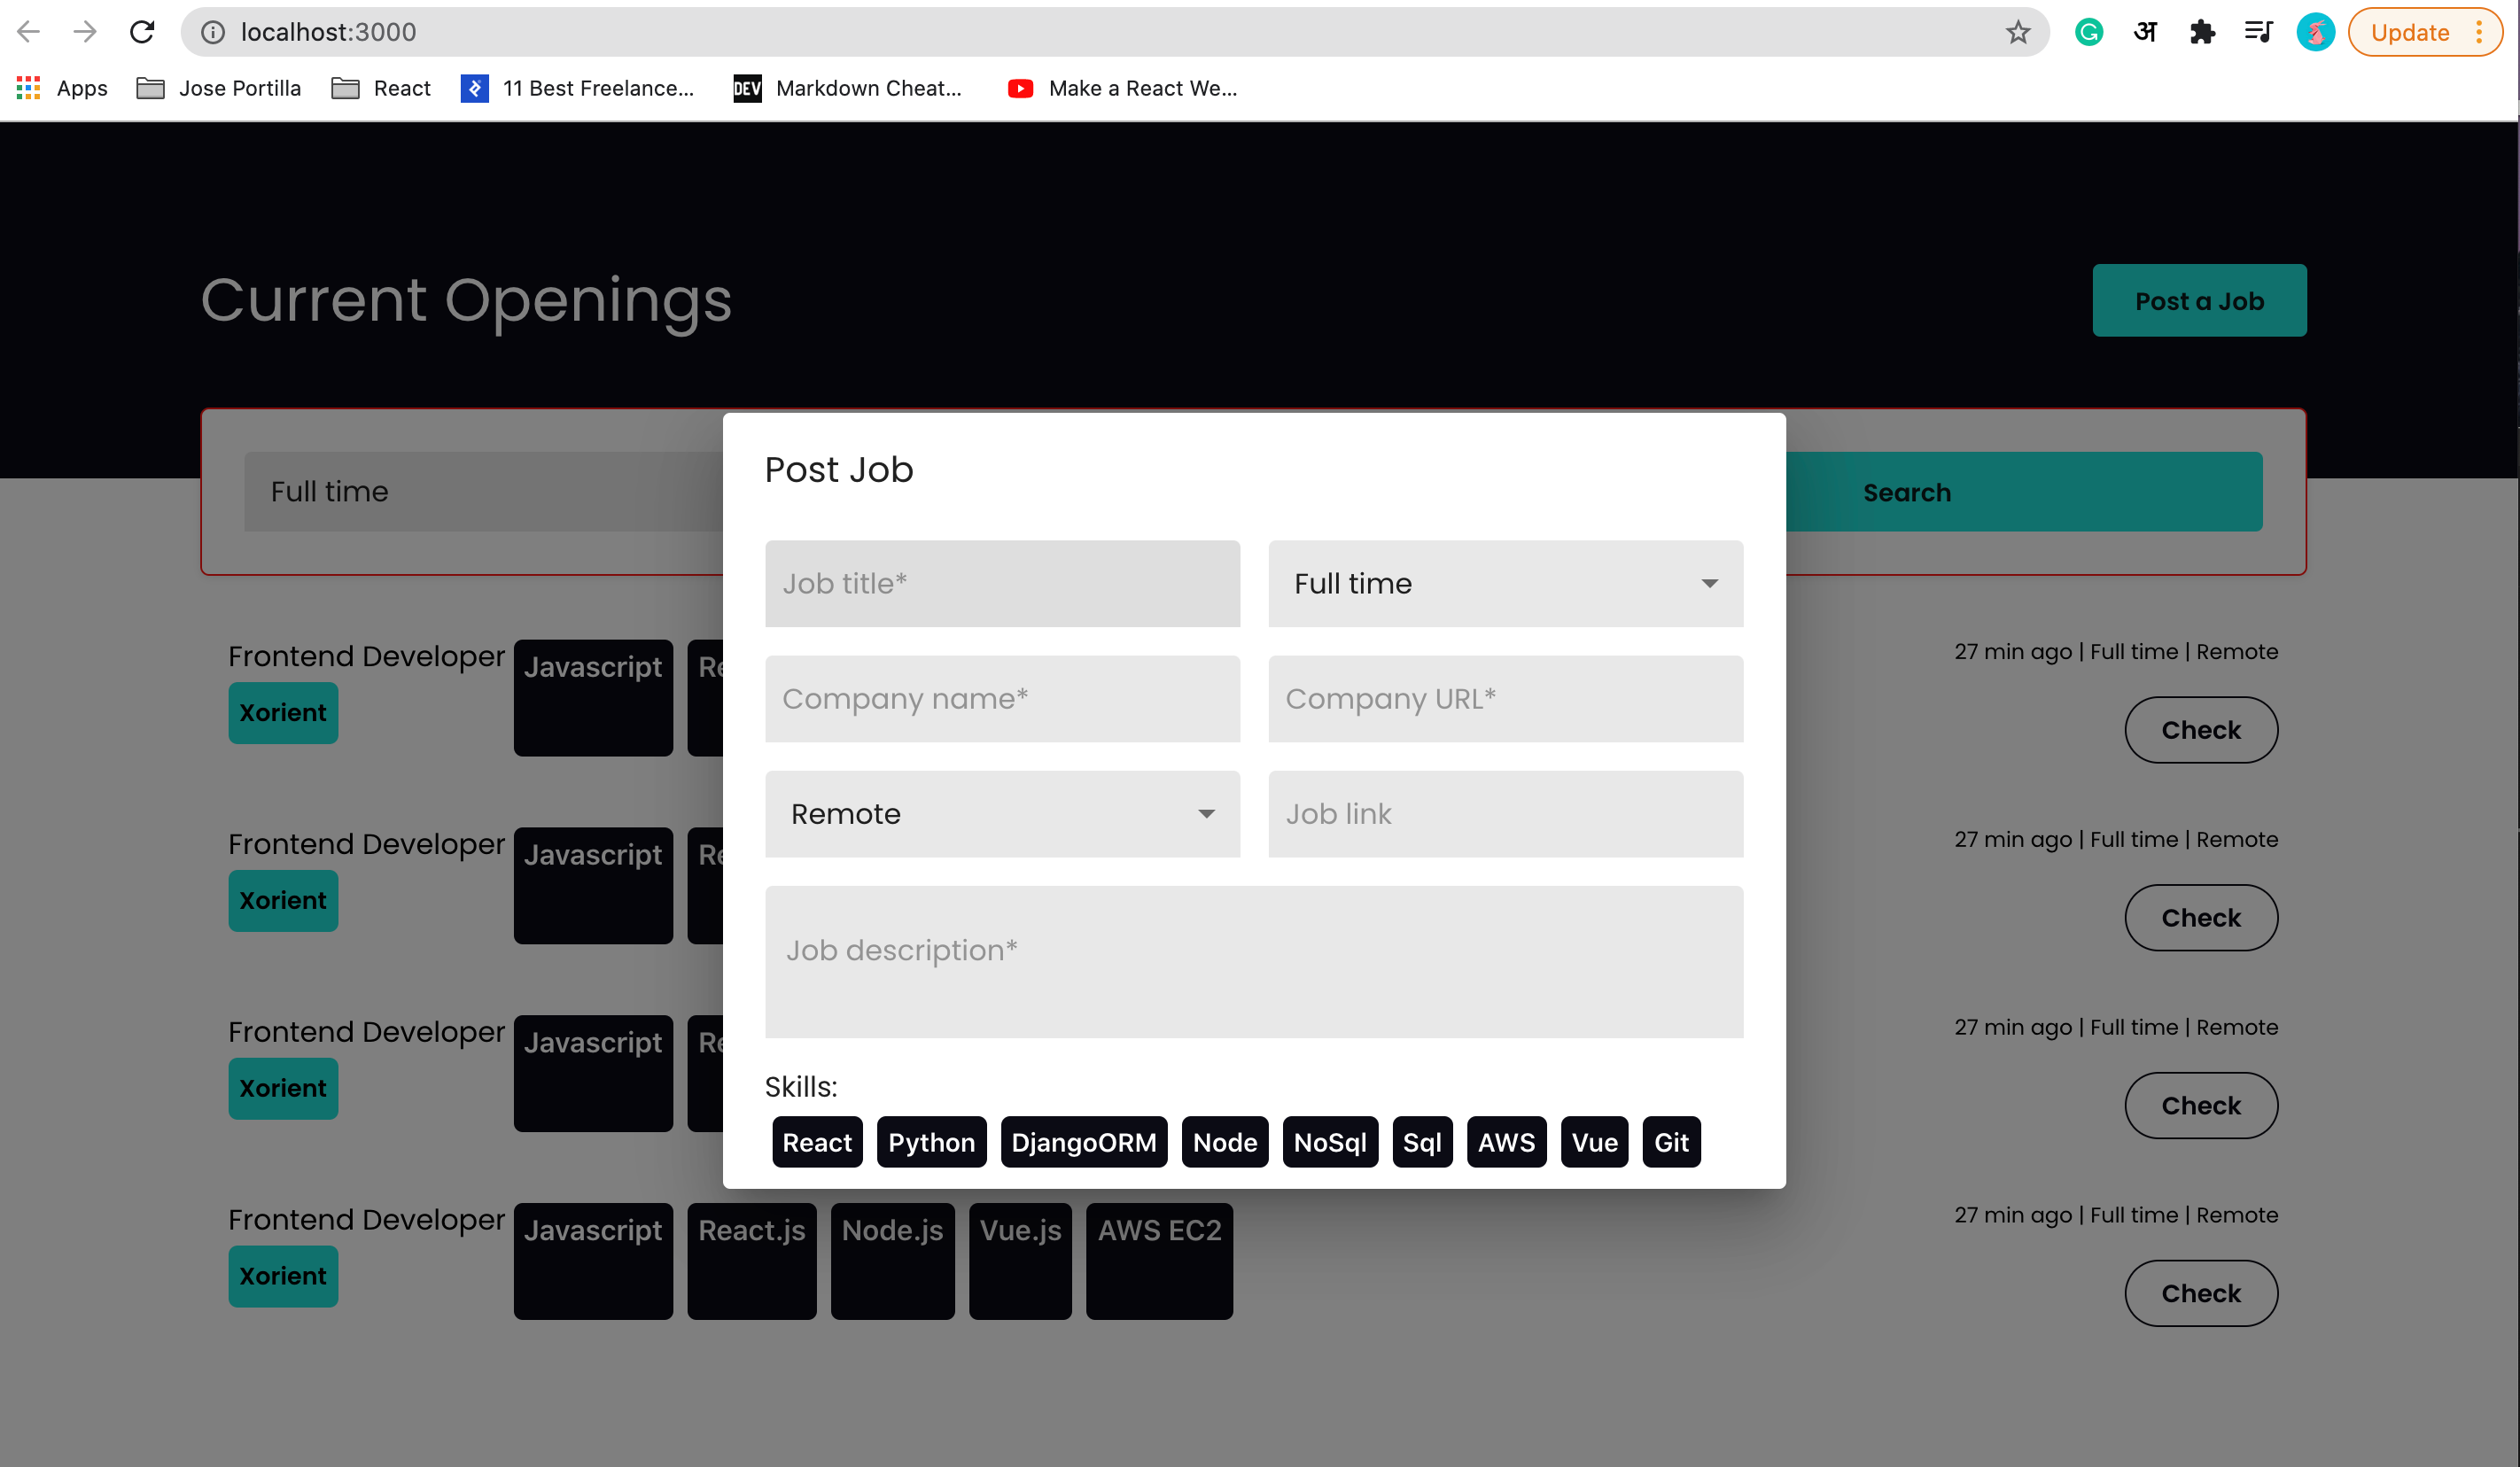 localhost:3000
अ
Update
Apps
Jose Portilla
React
11 Best Freelance...
DEV
Markdown Cheat...
Make a React We...
Current Openings
Post a Job
Full time
Search
Post Job
Job title*
Full time
Company name*
Company URL*
Remote
Job link
Job description*
Skills:
React Python DjangoORM Node NoSql Sql AWS Vue Git
Frontend Developer
Xorient
Javascript
Re
27 min ago | Full time | Remote
Check
Frontend Developer
Xorient
Javascript
Re
27 min ago | Full time | Remote
Check
Frontend Developer
Xorient
Javascript
Re
27 min ago | Full time | Remote
Check
Frontend Developer
Xorient
Javascript React.js Node.js Vue.js AWS EC2
27 min ago | Full time | Remote
Check